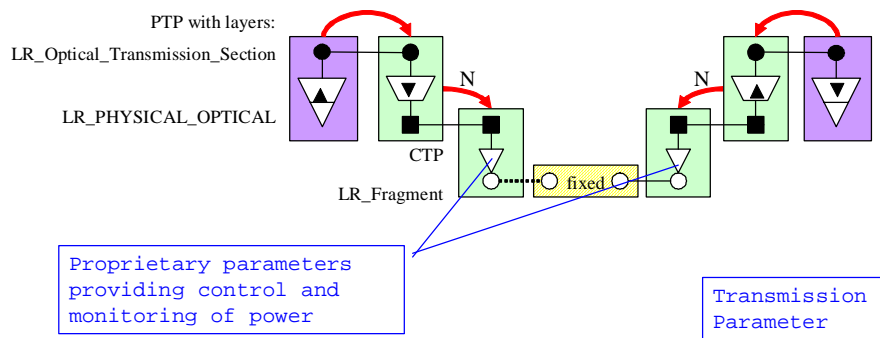 PTP with layers:
LR_Optical_Transmission_Section
N
N
LR_PHYSICAL_OPTICAL
CTP
fixed
LR_Fragment
Proprietary parameters
providing control and
monitoring of power
Transmission
Parameter